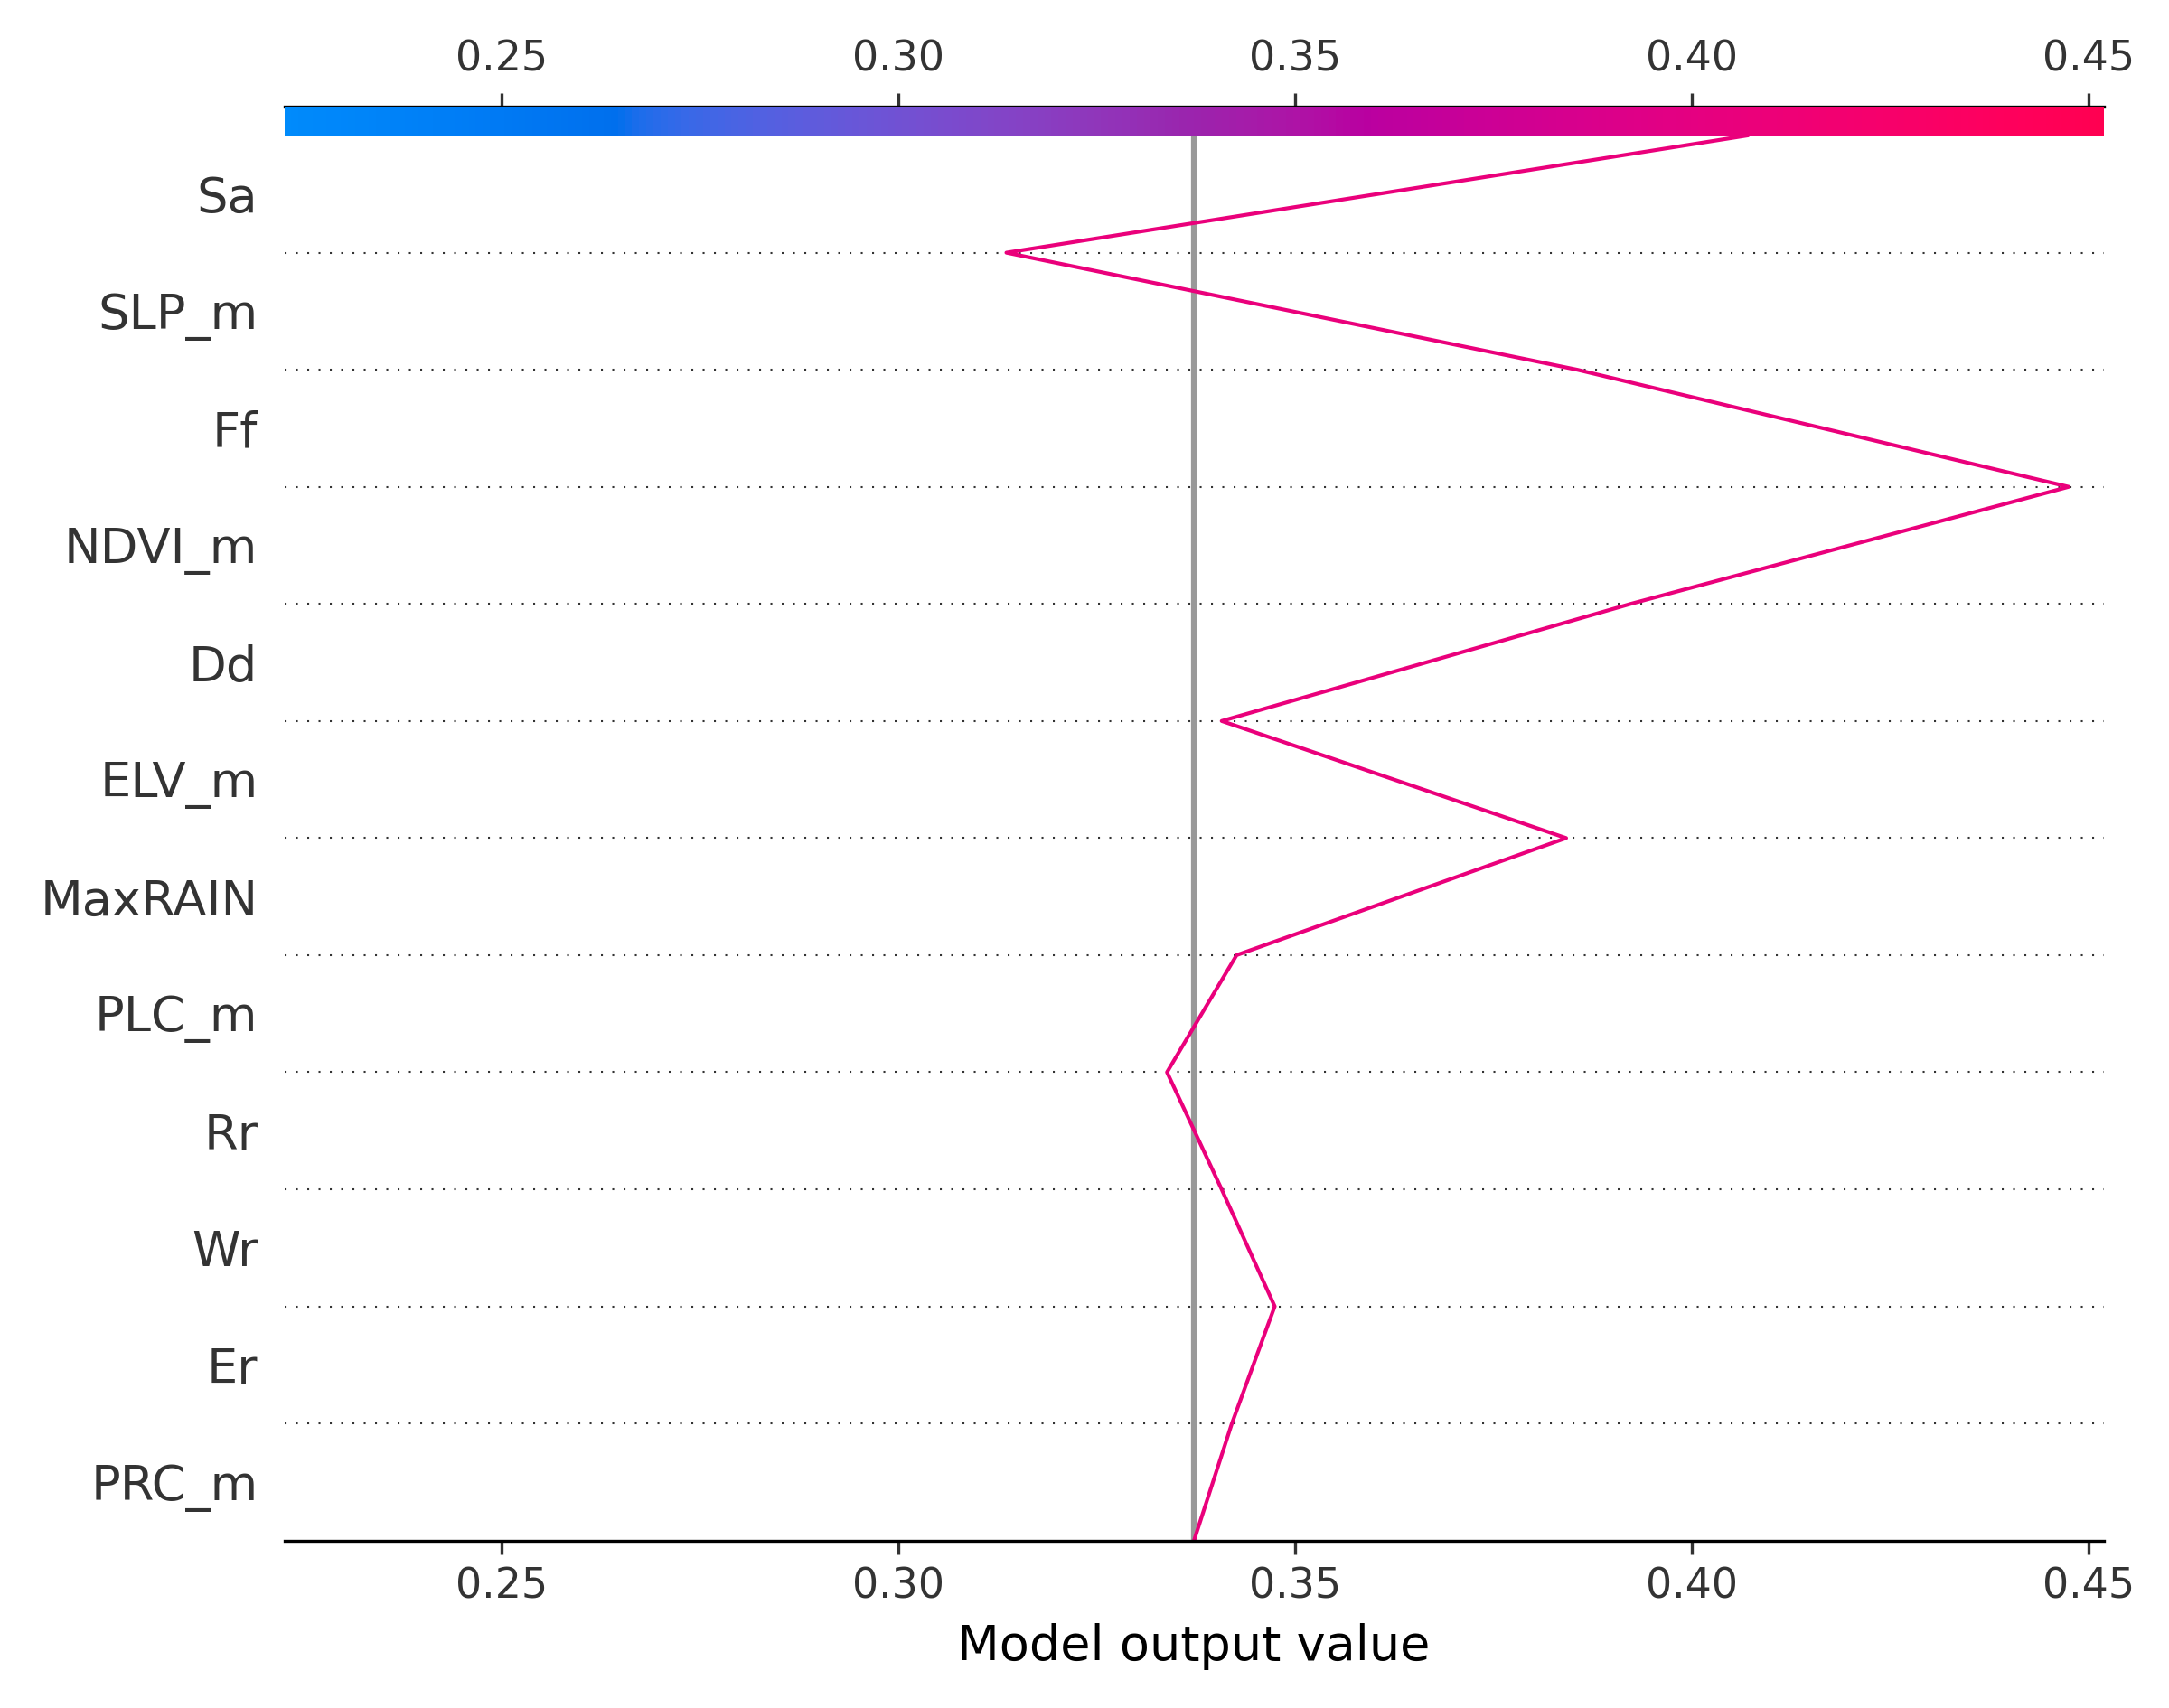 0.25 0.30 0.35 0.40 0.45
Sa
SLP_m
Ff
NDVI_m
Dd
ELV_m
MaxRAIN
PLC_m
Rr
Wr
Er
PRC_m
0.25 0.30 0.35 0.40 0.45
Model output value